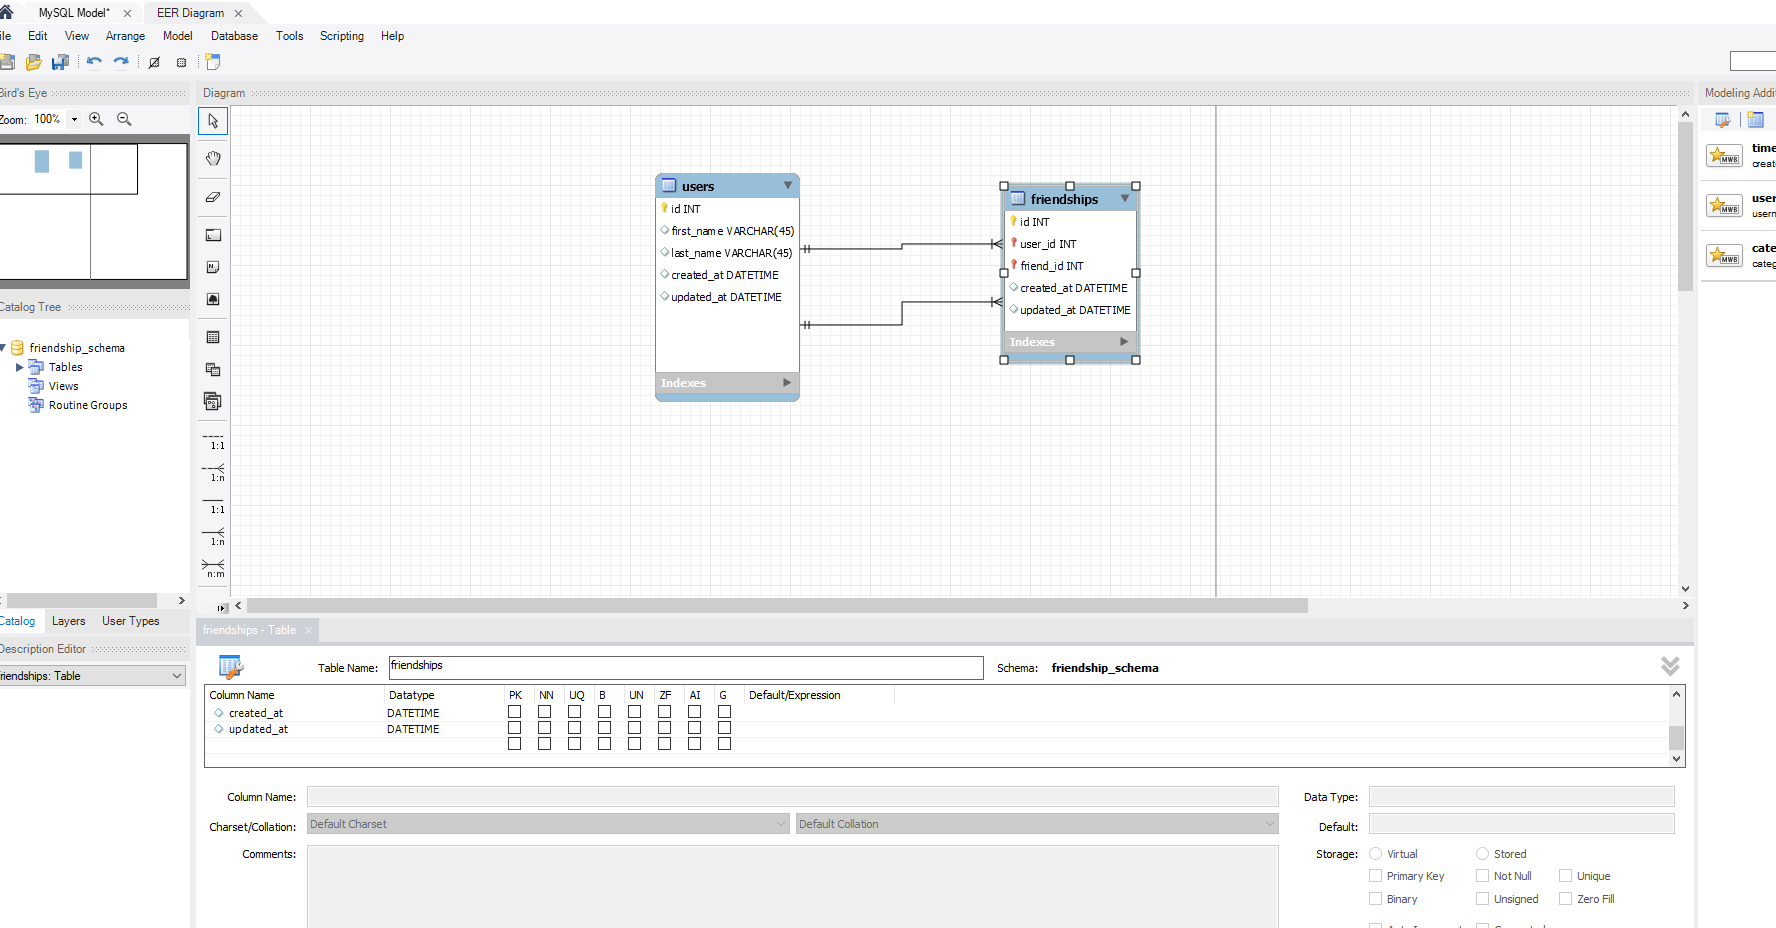 MySQL Model* × EER Diagram ×
ile Edit View Arrange Model Database Tools Scripting Help
Bird's Eye
Zoom: 100%
Catalog Tree
friendship_schema
Tables
Views
Routine Groups
Catalog Layers User Types
Description Editor
riendships: Table
Diagram
1:1
1:n
1:1
1:n
n:m
users
id INT
first_name VARCHAR(45)
last_name VARCHAR(45)
created_at DATETIME
updated_at DATETIME
Indexes
friendships
id INT
user_id INT
friend_id INT
created_at DATETIME
updated_at DATETIME
Indexes
Modeling Addi
time
create
MWB
user
usern
MWB
cate
categ
MWB
friendships - Table ×
Table Name: friendships Schema: friendship_schema
Column Name Datatype PK NN UQ B UN ZF AI G Default/Expression
created_at DATETIME
updated_at DATETIME
Column Name: Data Type:
Charset/Collation: Default Charset Default Collation Default:
Comments: Storage: Virtual Stored
Primary Key Not Null Unique
Binary Unsigned Zero Fill